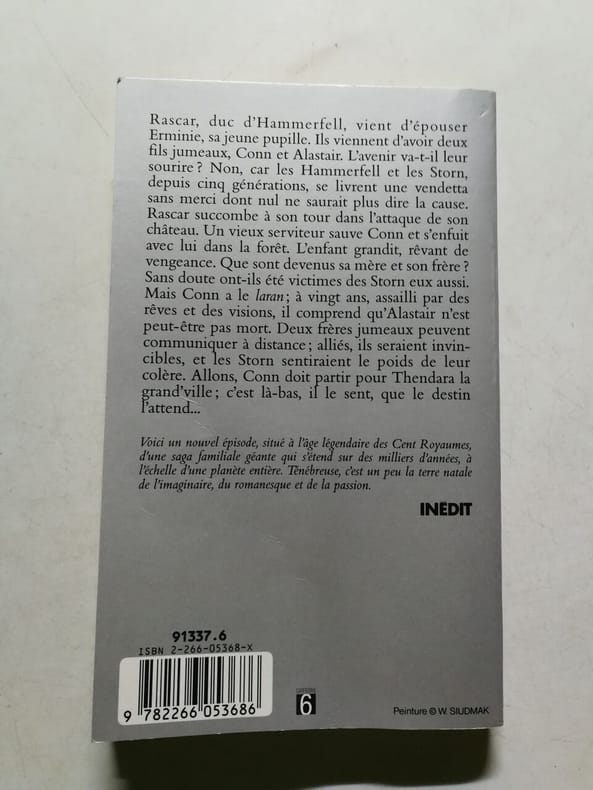 Rascar, duc d'Hammerfell, vient d'épouser
Erminie, sa jeune pupille. Ils viennent d'avoir deux
fils jumeaux, Conn et Alastair. L'avenir va-t-il leur
sourire ? Non, car les Hammerfell et les Storn,
depuis cinq générations, se livrent une vendetta
sans merci dont nul ne saurait plus dire la cause.
Rascar succombe à son tour dans l'attaque de son
château. Un vieux serviteur sauve Conn et s'enfuit
avec lui dans la forêt. L'enfant grandit, rêvant de
vengeance. Que sont devenus sa mère et son frère ?
Sans doute ont-ils été victimes des Storn eux aussi.
Mais Conn a le laran ; à vingt ans, assailli par des
rêves et des visions, il comprend qu'Alastair n'est
peut-être pas mort. Deux frères jumeaux peuvent
communiquer à distance ; alliés, ils seraient invin-
cibles, et les Storn sentiraient le poids de leur
colère. Allons, Conn doit partir pour Thendara la
grand'ville ; c'est là-bas, il le sent, que le destin
l'attend...
Voici un nouvel épisode, situé à l'âge légendaire des Cent Royaumes,
d'une saga familiale géante qui s'étend sur des milliers d'années, à
l'échelle d'une planète entière. Ténébreuse, c'est un peu la terre natale
de l'imaginaire, du romanesque et de la passion.
INÉDIT
91337.6
ISBN 2-266-05368-X
9 782266 053686
6
Peinture © W. SIUDMAK